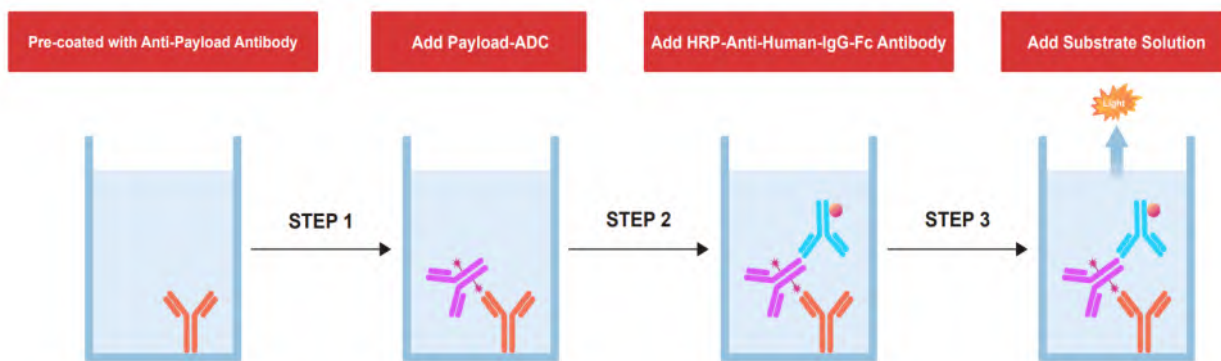 Pre-coated with Anti-Payload Antibody
Add Payload-ADC
Add HRP-Anti-Human-IgG-Fc Antibody
Add Substrate Solution
Light
STEP 1
STEP 2
STEP 3